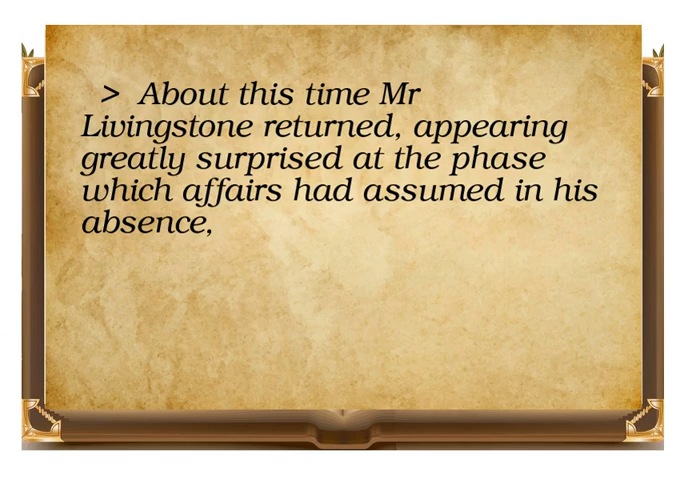 > About this time Mr
Livingstone returned, appearing
greatly surprised at the phase
which affairs had assumed in his
absence,